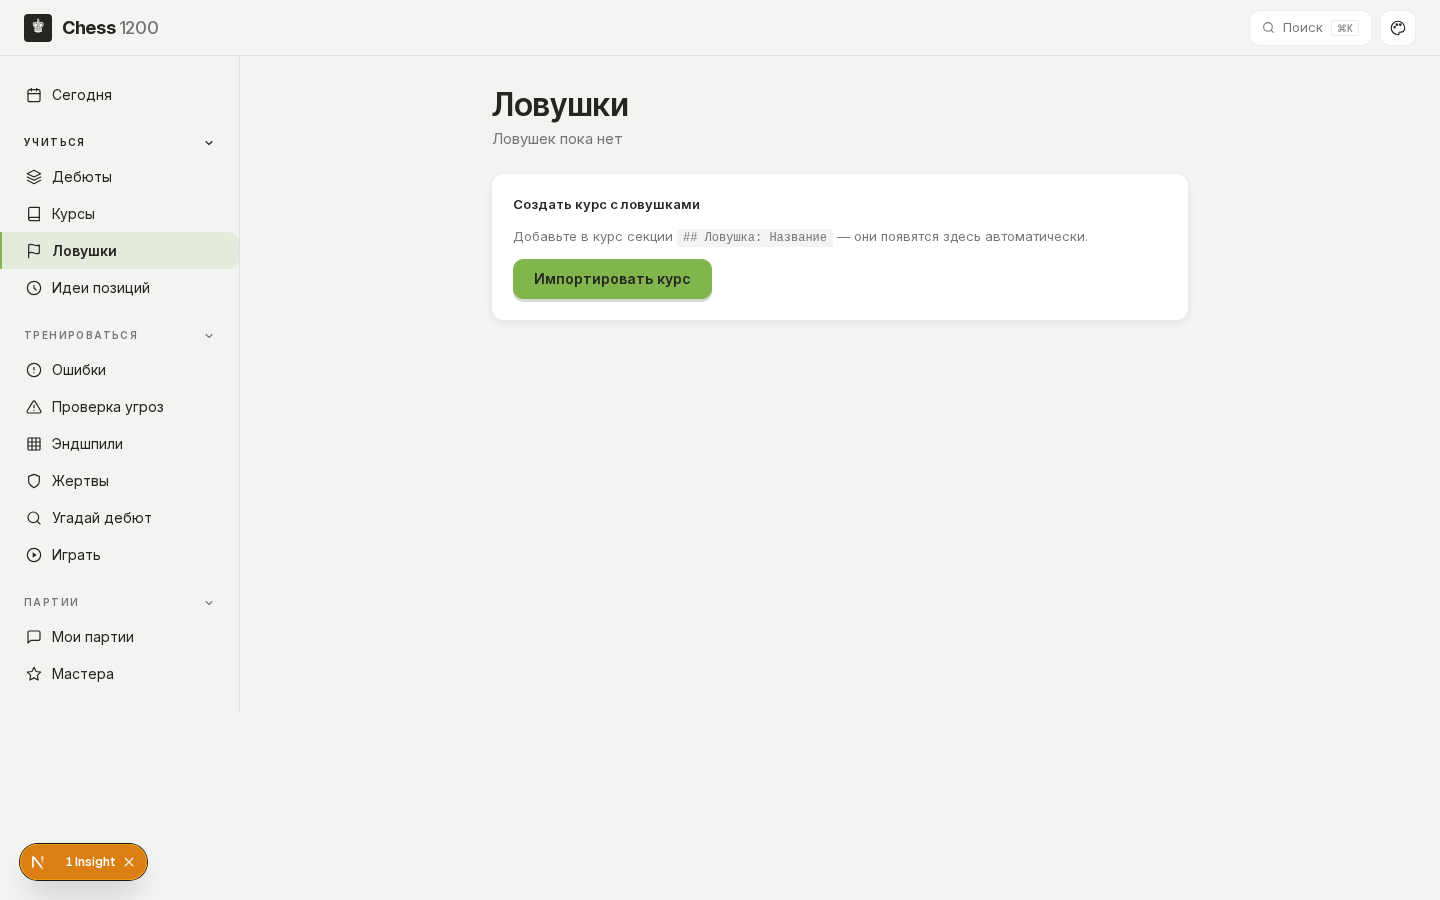 Chess 1200
Поиск ⌘K
Сегодня
УЧИТЬСЯ
Дебюты
Курсы
Ловушки
Идеи позиций
ТРЕНИРОВАТЬСЯ
Ошибки
Проверка угроз
Эндшпили
Жертвы
Угадай дебют
Играть
ПАРТИИ
Мои партии
Мастера
Ловушки
Ловушек пока нет
Создать курс с ловушками
Добавьте в курс секции ## Ловушка: Название — они появятся здесь автоматически.
Импортировать курс
1 Insight